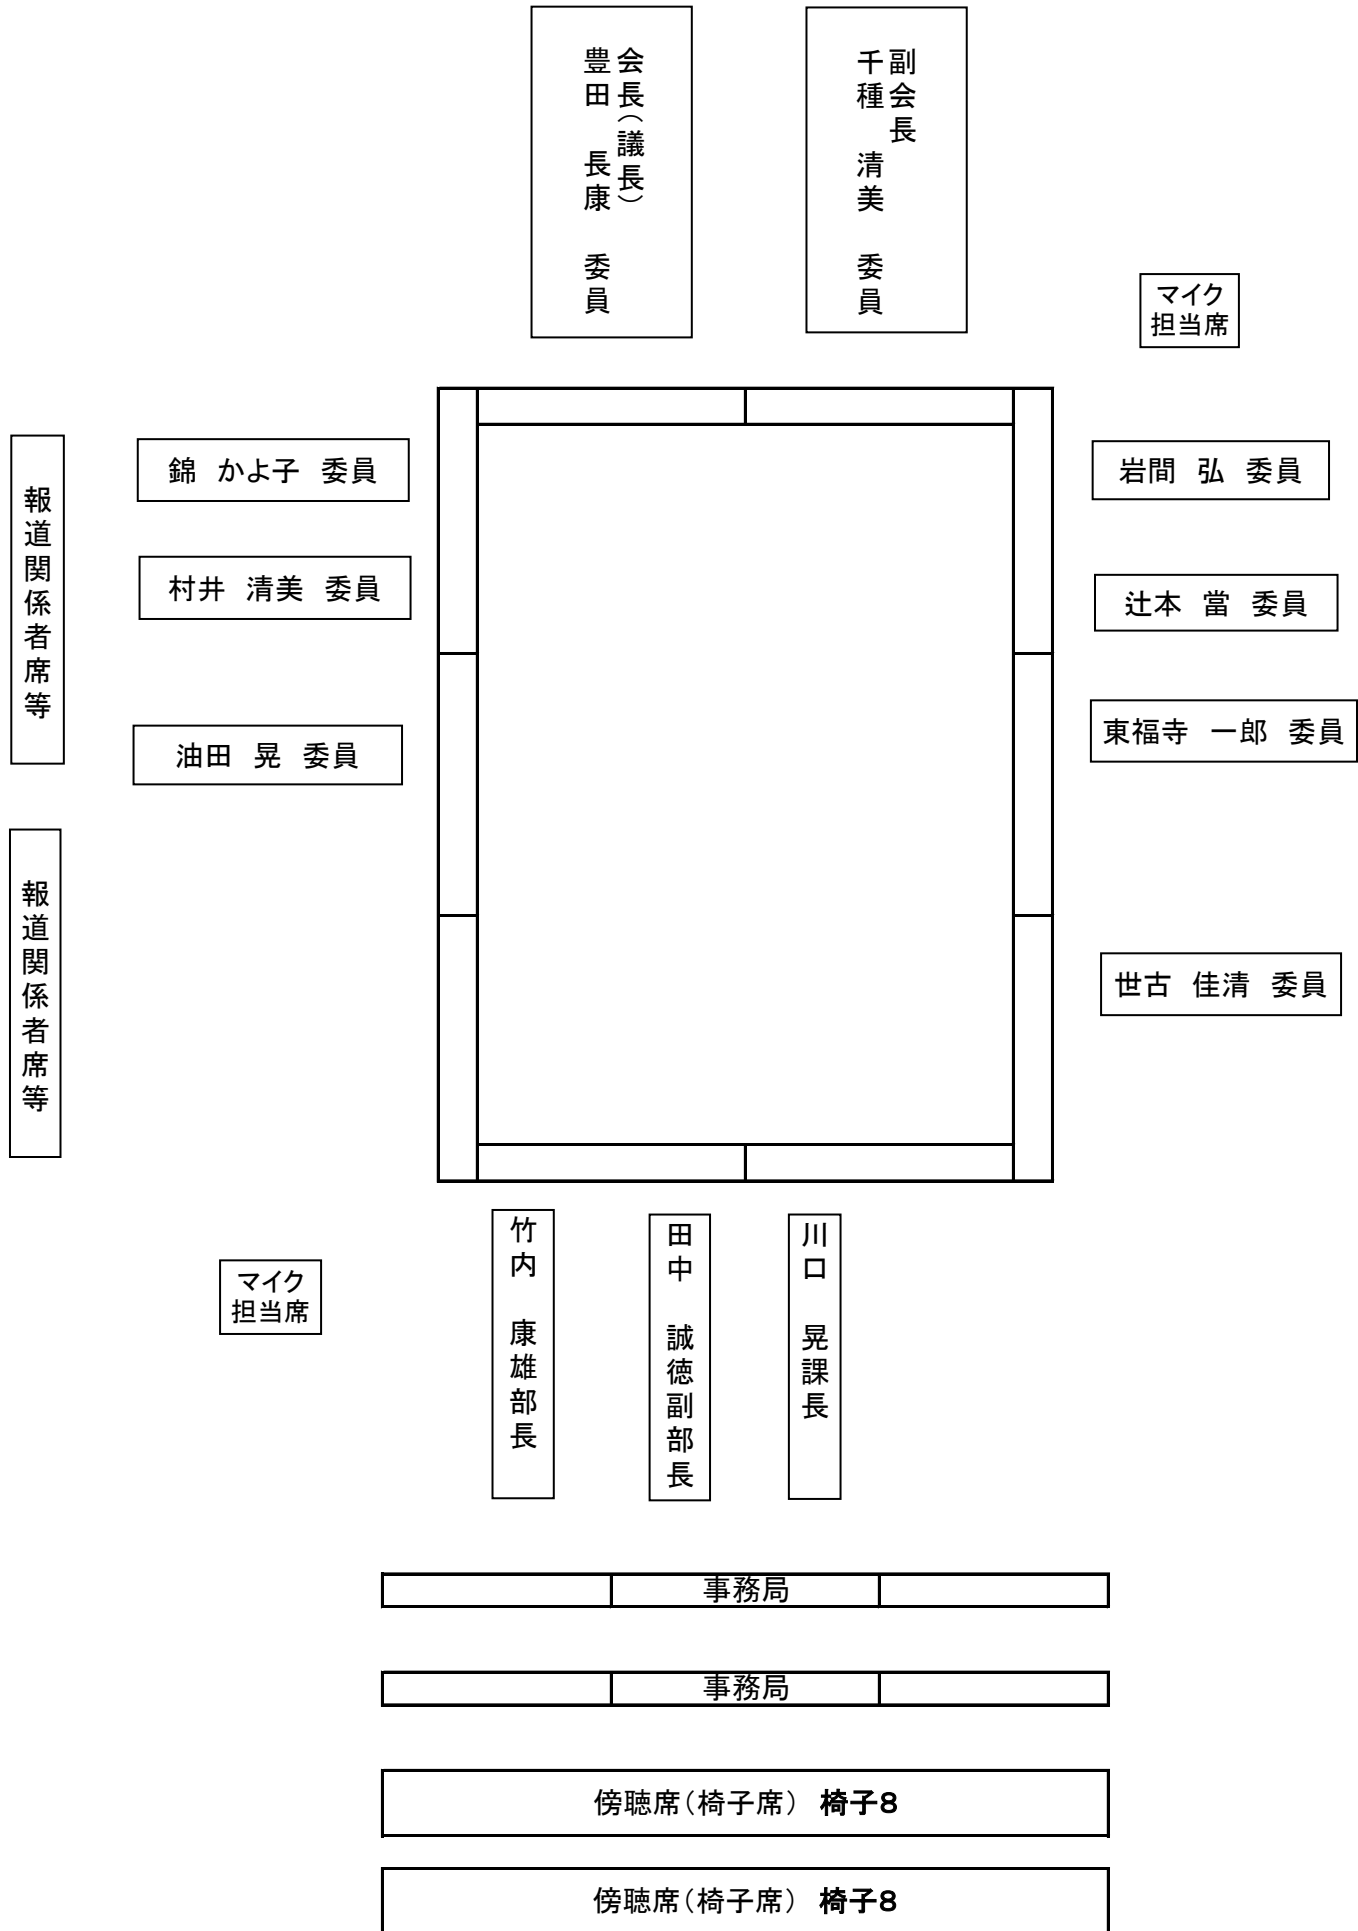 会長（議長）
豊田　長康　委員
副会長
千種　清美　委員
マイク
担当席
報道関係者席等
錦　かよ子　委員
岩間　弘　委員
村井　清美　委員
辻本　當　委員
油田　晃　委員
東福寺　一郎　委員
報道関係者席等
世古　佳清　委員
マイク
担当席
竹内　康雄部長
田中　誠徳副部長
川口　晃課長
事務局
事務局
傍聴席（椅子席）　椅子８
傍聴席（椅子席）　椅子８